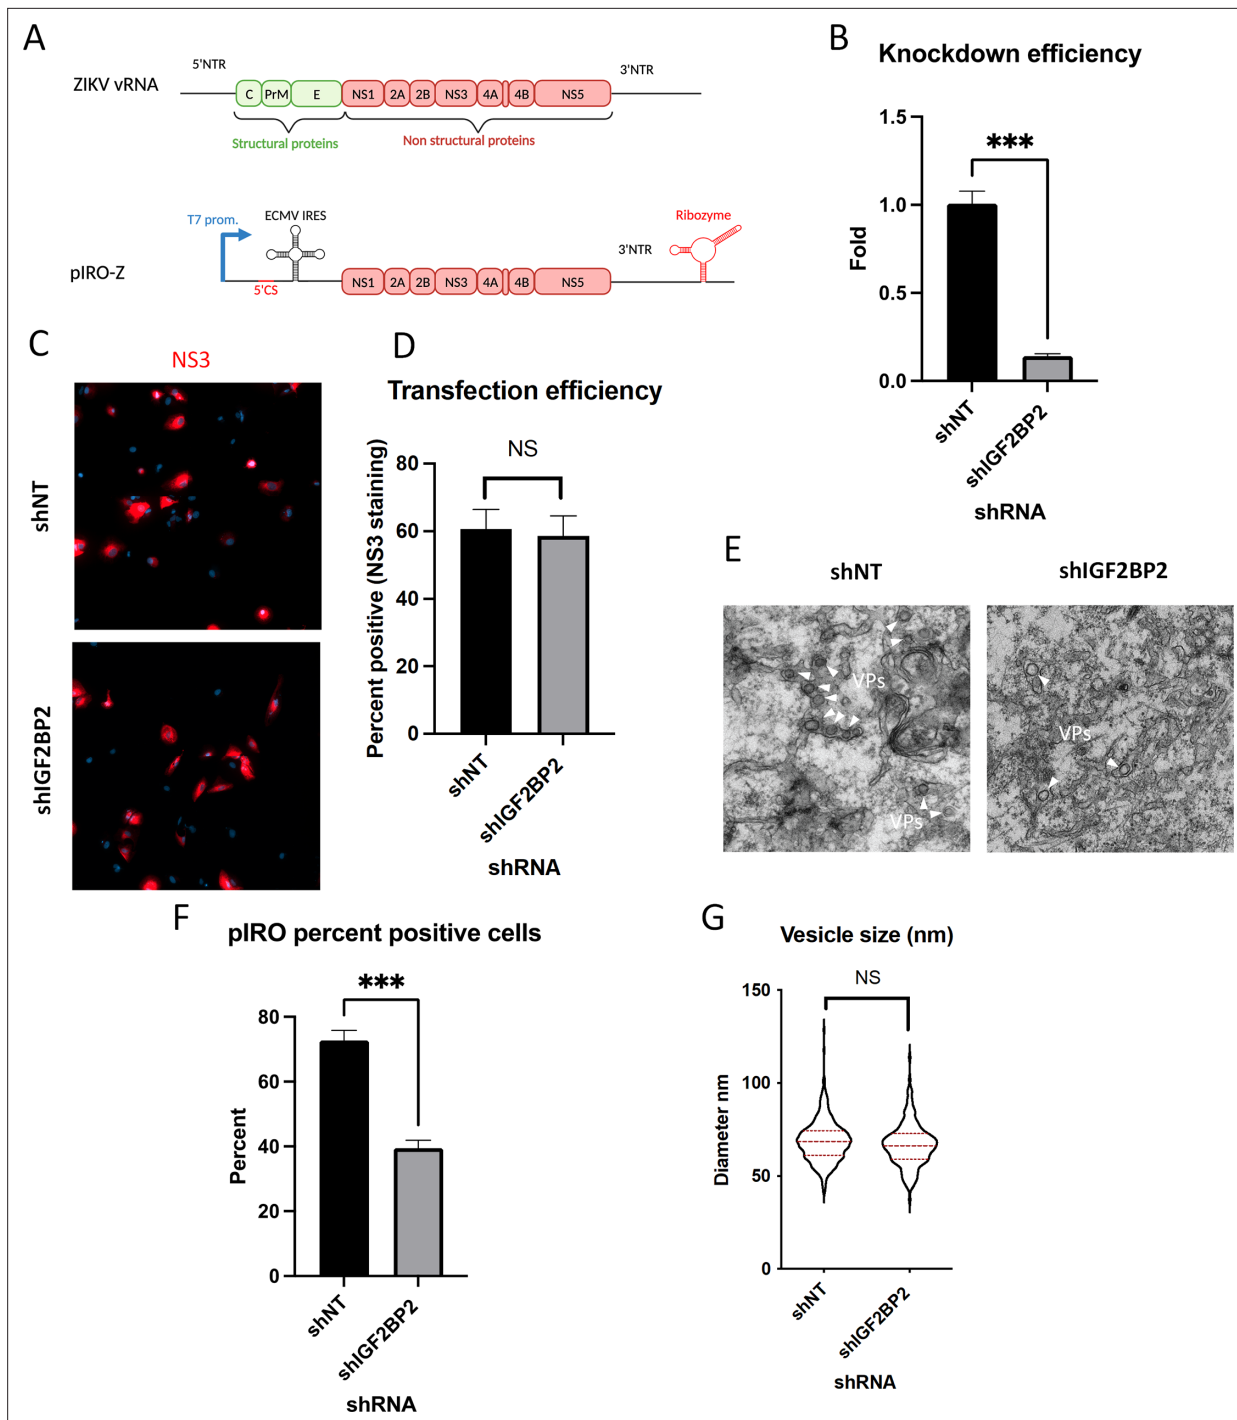 A
5'NTR
3'NTR
ZIKV vRNA
C PrM E NS1 2A 2B NS3 4A 4B NS5
Structural proteins
Non structural proteins
T7 prom.
ECMV IRES
Ribozyme
3'NTR
pIRO-Z
5'CS
NS1 2A 2B NS3 4A 4B NS5
B
Knockdown efficiency
1.5
1.0
0.5
0.0
Fold
***
shNT
shIGF2BP2
shRNA
C
NS3
shNT
shIGF2BP2
D
Transfection efficiency
Percent positive (NS3 staining)
80
60
40
20
0
NS
shNT
shIGF2BP2
shRNA
E
shNT
shIGF2BP2
VPs
VPs
VPs
F
pIRO percent positive cells
Percent
80
60
40
20
0
***
shNT
shIGF2BP2
shRNA
G
Vesicle size (nm)
Diameter nm
150
100
50
0
NS
shNT
shIGF2BP2
shRNA